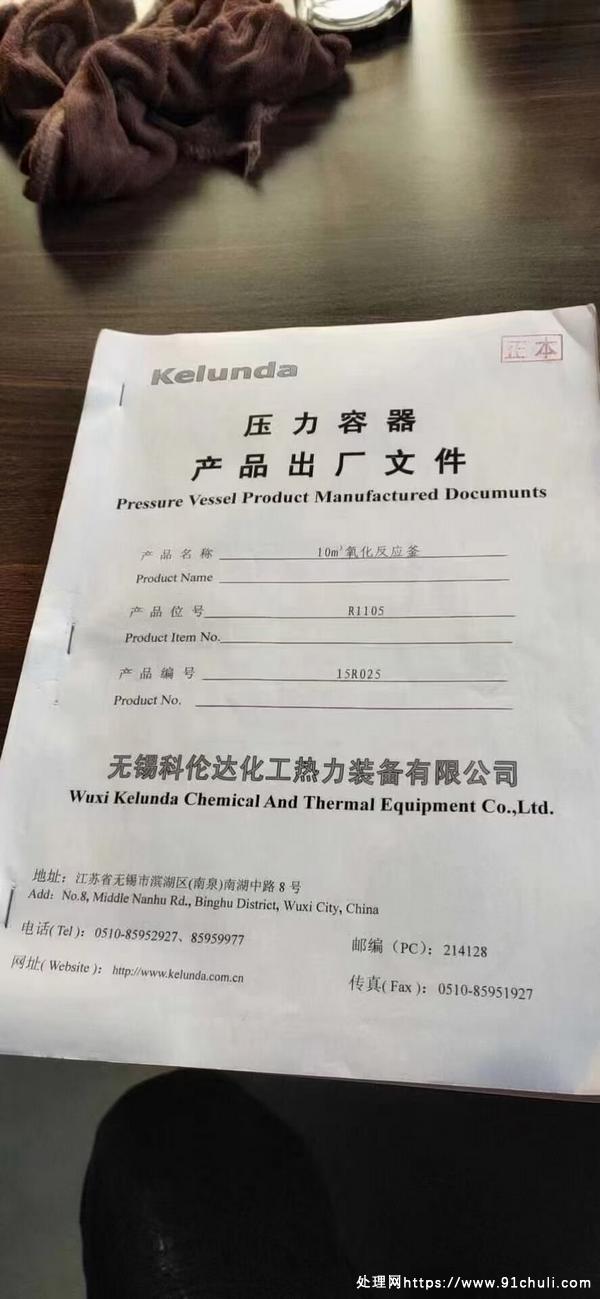 正本
Kelunda
压力容器
产品出厂文件
Pressure Vessel Product Manufactured Documunts
产品名称 10m³氧化反应釜
Product Name
产品位号 R1105
Product Item No.
产品编号 15R025
Product No.
无锡科伦达化工热力装备有限公司
Wuxi Kelunda Chemical And Thermal Equipment Co.,Ltd.
地址：江苏省无锡市滨湖区(南泉)南湖中路 8 号
Add: No.8, Middle Nanhu Rd., Binghu District, Wuxi City, China
电话( Tel )：0510-85952927、85959977
邮编（PC）：214128
网址( Website )：http://www.kelunda.com.cn
传真( Fax )：0510-85951927
处理网https://www.91chuli.com